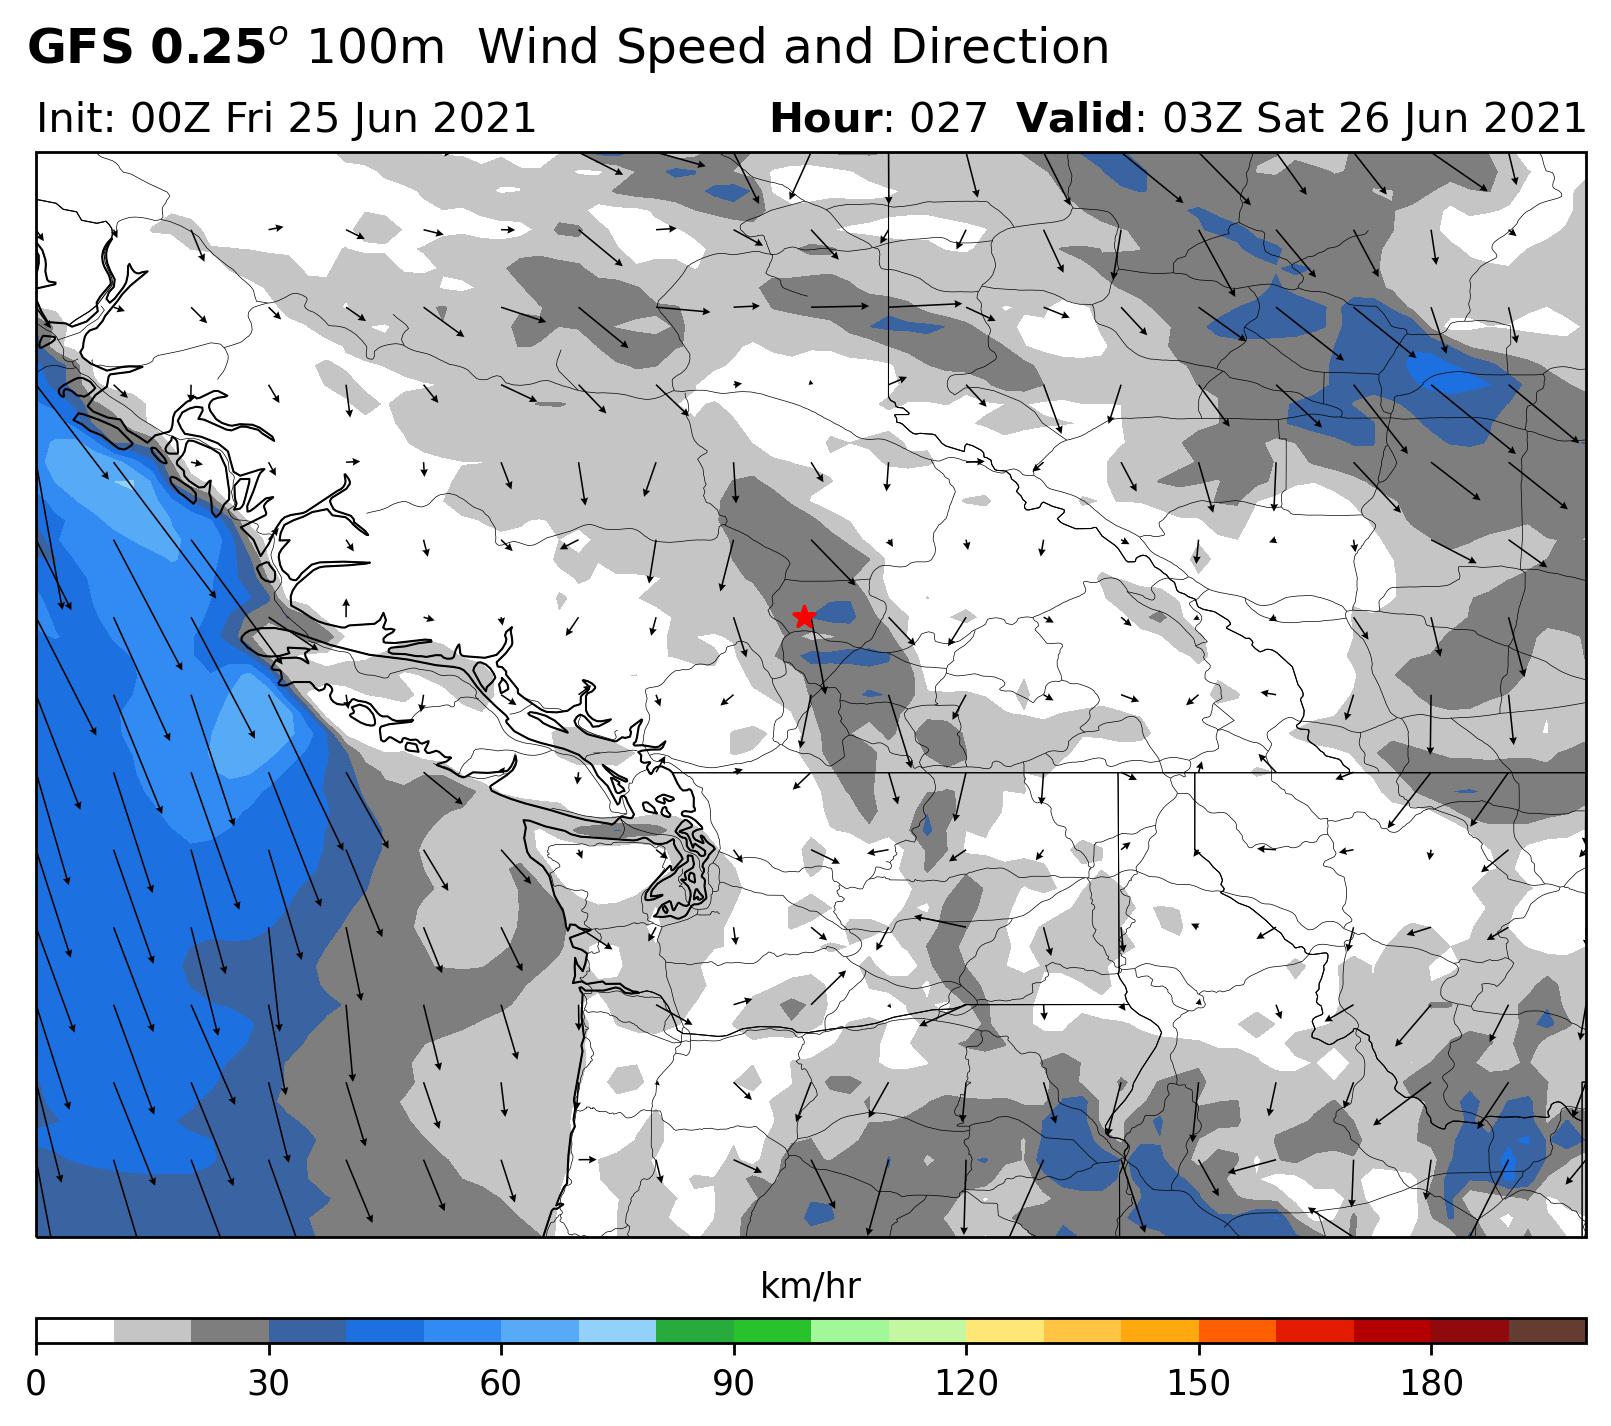 GFS 0.25° 100m  Wind Speed and Direction
Init: 00Z Fri 25 Jun 2021 Hour: 027 Valid: 03Z Sat 26 Jun 2021
km/hr
0 30 60 90 120 150 180